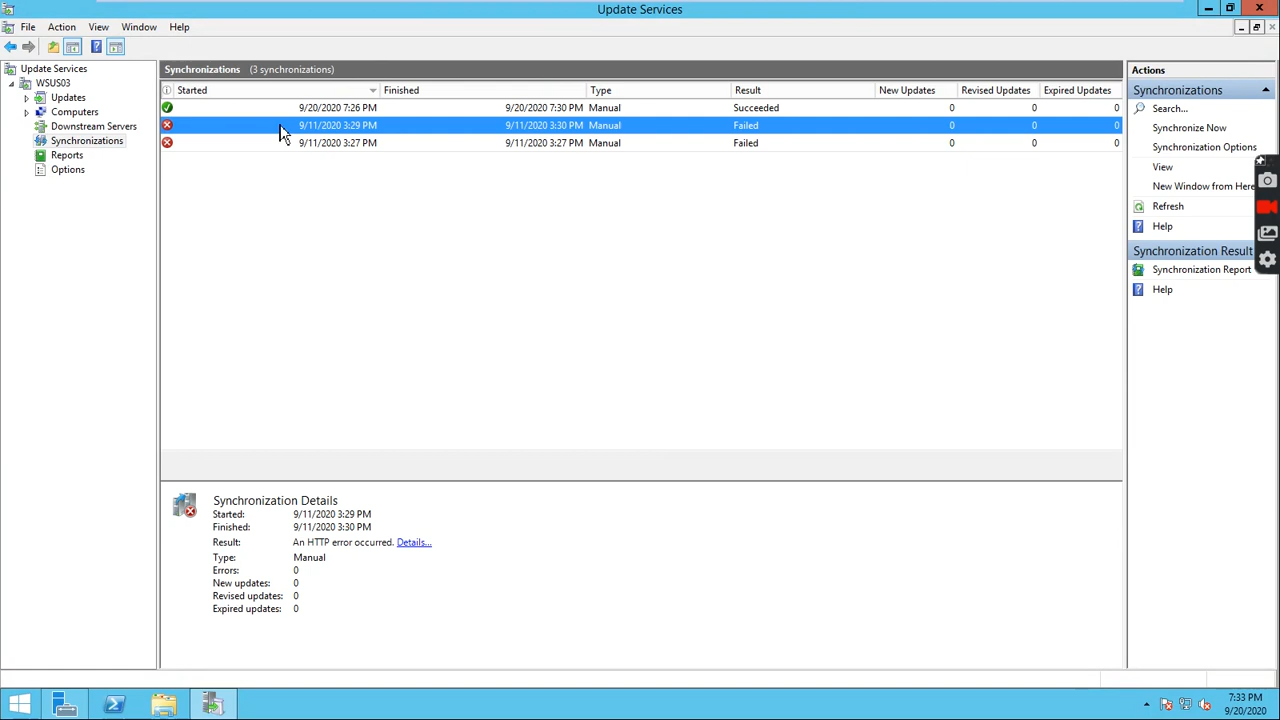 Update Services
File Action View Window Help
Update Services
WSUS03
Updates
Computers
Downstream Servers
Synchronizations
Reports
Options
Synchronizations (3 synchronizations)
Started Finished Type Result New Updates Revised Updates Expired Updates
9/20/2020 7:26 PM 9/20/2020 7:30 PM Manual Succeeded 0 0 0
9/11/2020 3:29 PM 9/11/2020 3:30 PM Manual Failed 0 0 0
9/11/2020 3:27 PM 9/11/2020 3:27 PM Manual Failed 0 0 0
Synchronization Details
Started: 9/11/2020 3:29 PM
Finished: 9/11/2020 3:30 PM
Result: An HTTP error occurred. Details...
Type: Manual
Errors: 0
New updates: 0
Revised updates: 0
Expired updates: 0
Actions
Synchronizations
Search...
Synchronize Now
Synchronization Options
View
New Window from Here
Refresh
Help
Synchronization Result
Synchronization Report
Help
7:33 PM
9/20/2020